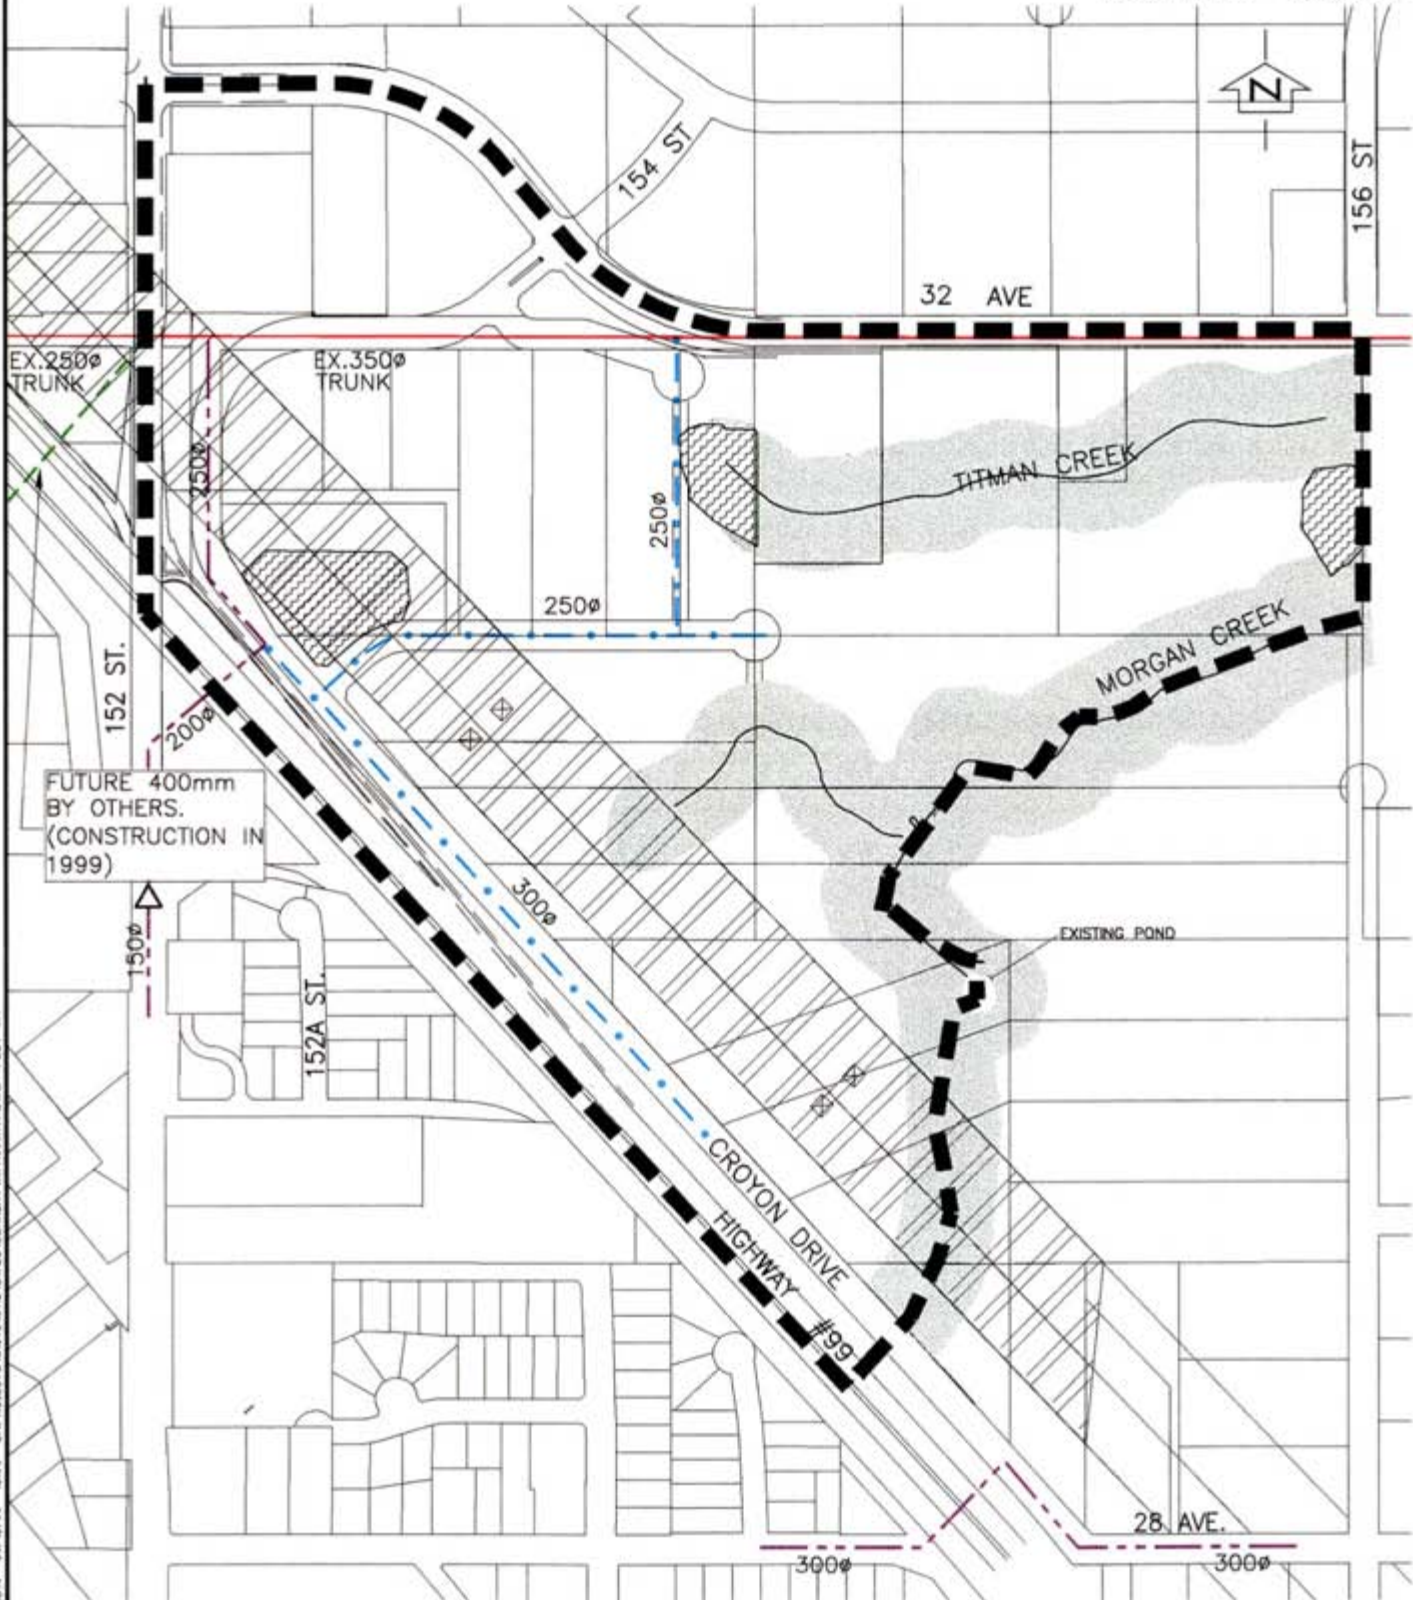 N
154 ST
156 ST
32 AVE
EX.250ø
TRUNK
EX.350ø
TRUNK
250ø
250ø
TITMAN CREEK
250ø
MORGAN CREEK
152 ST.
200ø
FUTURE 400mm
BY OTHERS.
(CONSTRUCTION IN
1999)
300ø
150ø
EXISTING POND
152A ST.
CROYON DRIVE
HIGHWAY #99
28 AVE.
300ø
300ø